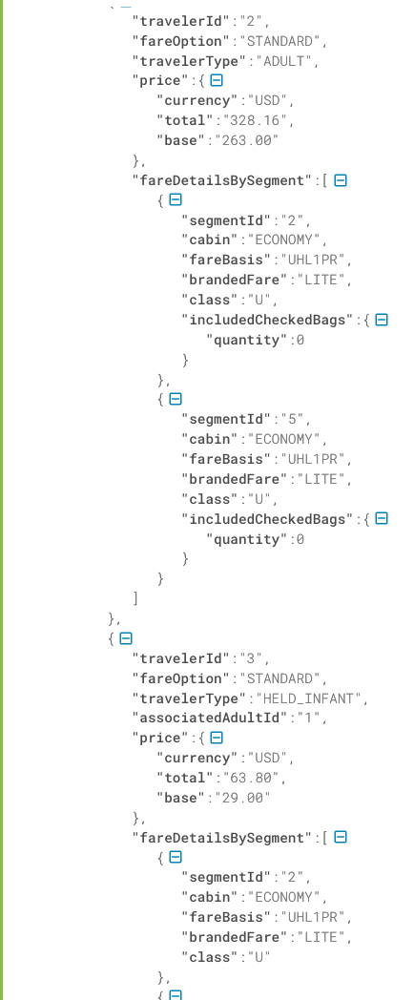 {
"travelerId":"2",
"fareOption":"STANDARD",
"travelerType":"ADULT",
"price":{
"currency":"USD",
"total":"328.16",
"base":"263.00"
},
"fareDetailsBySegment":[
{
"segmentId":"2",
"cabin":"ECONOMY",
"fareBasis":"UHL1PR",
"brandedFare":"LITE",
"class":"U",
"includedCheckedBags":{
"quantity":0
}
},
{
"segmentId":"5",
"cabin":"ECONOMY",
"fareBasis":"UHL1PR",
"brandedFare":"LITE",
"class":"U",
"includedCheckedBags":{
"quantity":0
}
}
]
},
{
"travelerId":"3",
"fareOption":"STANDARD",
"travelerType":"HELD_INFANT",
"associatedAdultId":"1",
"price":{
"currency":"USD",
"total":"63.80",
"base":"29.00"
},
"fareDetailsBySegment":[
{
"segmentId":"2",
"cabin":"ECONOMY",
"fareBasis":"UHL1PR",
"brandedFare":"LITE",
"class":"U"
},
{